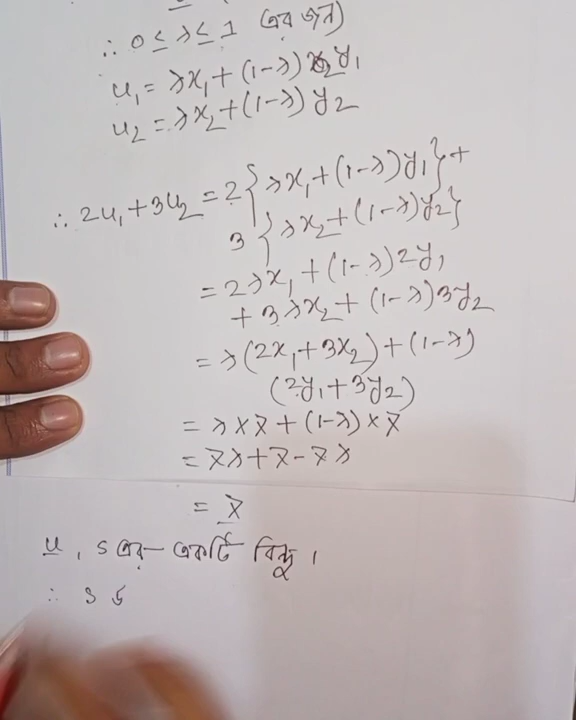 ∴ 0 ≤ λ ≤ 1 এর জন্য
u₁ = λx₁ + (1-λ) y₁
u₂ = λx₂ + (1-λ) y₂
∴ 2u₁ + 3u₂ = 2{λx₁ + (1-λ)y₁} +
3{λx₂ + (1-λ)y₂}
= 2λx₁ + (1-λ)2y₁
+ 3λx₂ + (1-λ)3y₂
= λ(2x₁ + 3x₂) + (1-λ)
(2y₁ + 3y₂)
= λ×7 + (1-λ)×7
= 7λ + 7 - 7λ
= 7
u, S এর একটি বিন্দু।
∴ S